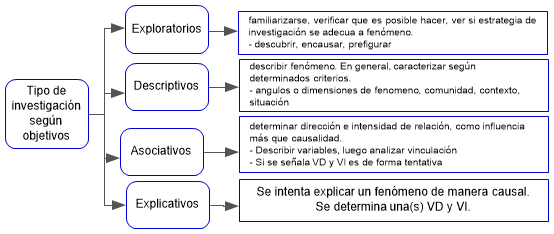 Tipo de
investigación
según
objetivos
Exploratorios
familiarizarse, verificar que es posible hacer, ver si estrategia de
investigación se adecua a fenómeno.
- descubrir, encausar, prefigurar
Descriptivos
describir fenómeno. En general, caracterizar según
determinados criterios.
- angulos o dimensiones de fenomeno, comunidad, contexto,
situación
Asociativos
determinar dirección e intensidad de relación, como influencia
más que causalidad.
- Describir variables, luego analizar vinculación
- Si se señala VD y VI es de forma tentativa
Explicativos
Se intenta explicar un fenómeno de manera causal.
Se determina una(s) VD y VI.